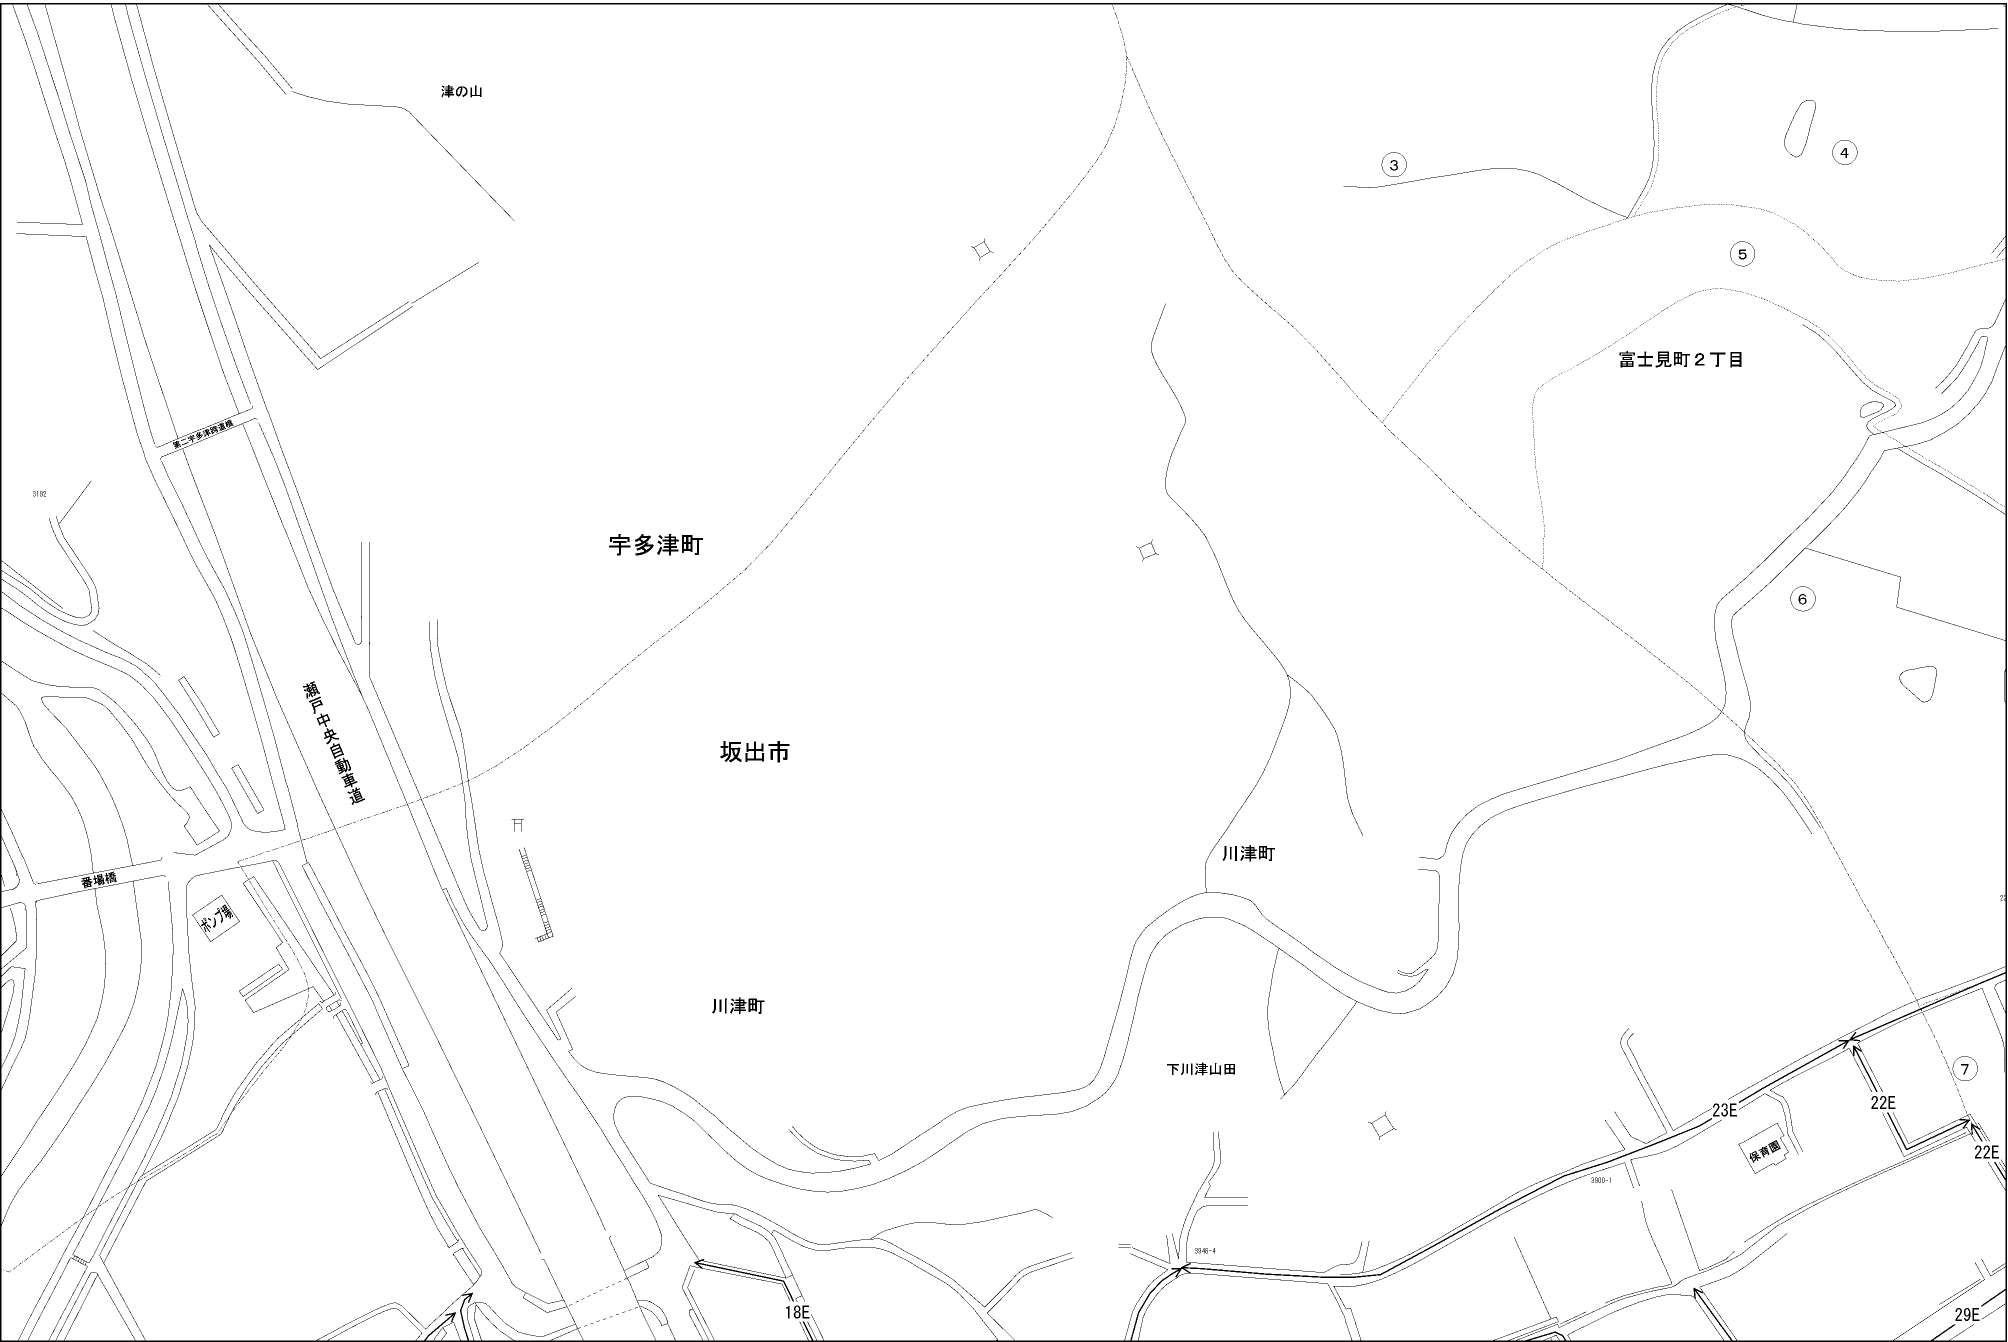 津の山
③
④
⑤
富士見町２丁目
第二宇多津跨道橋
3192
宇多津町
⑥
瀬戸中央自動車道
坂出市
川津町
番場橋
ポンプ場
川津町
下川津山田
⑦
23E
22E
保育園
22E
3900-1
3946-4
18E
29E